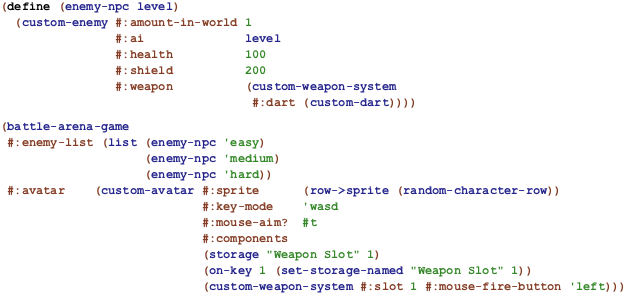 (define (enemy-npc level)
  (custom-enemy #:amount-in-world 1
                #:ai              level
                #:health          100
                #:shield          200
                #:weapon          (custom-weapon-system
                                   #:dart (custom-dart))))
(battle-arena-game
 #:enemy-list (list (enemy-npc 'easy)
                    (enemy-npc 'medium)
                    (enemy-npc 'hard))
 #:avatar     (custom-avatar #:sprite      (row->sprite (random-character-row))
                             #:key-mode    'wasd
                             #:mouse-aim?  #t
                             #:components
                             (storage "Weapon Slot" 1)
                             (on-key 1 (set-storage-named "Weapon Slot" 1))
                             (custom-weapon-system #:slot 1 #:mouse-fire-button 'left)))